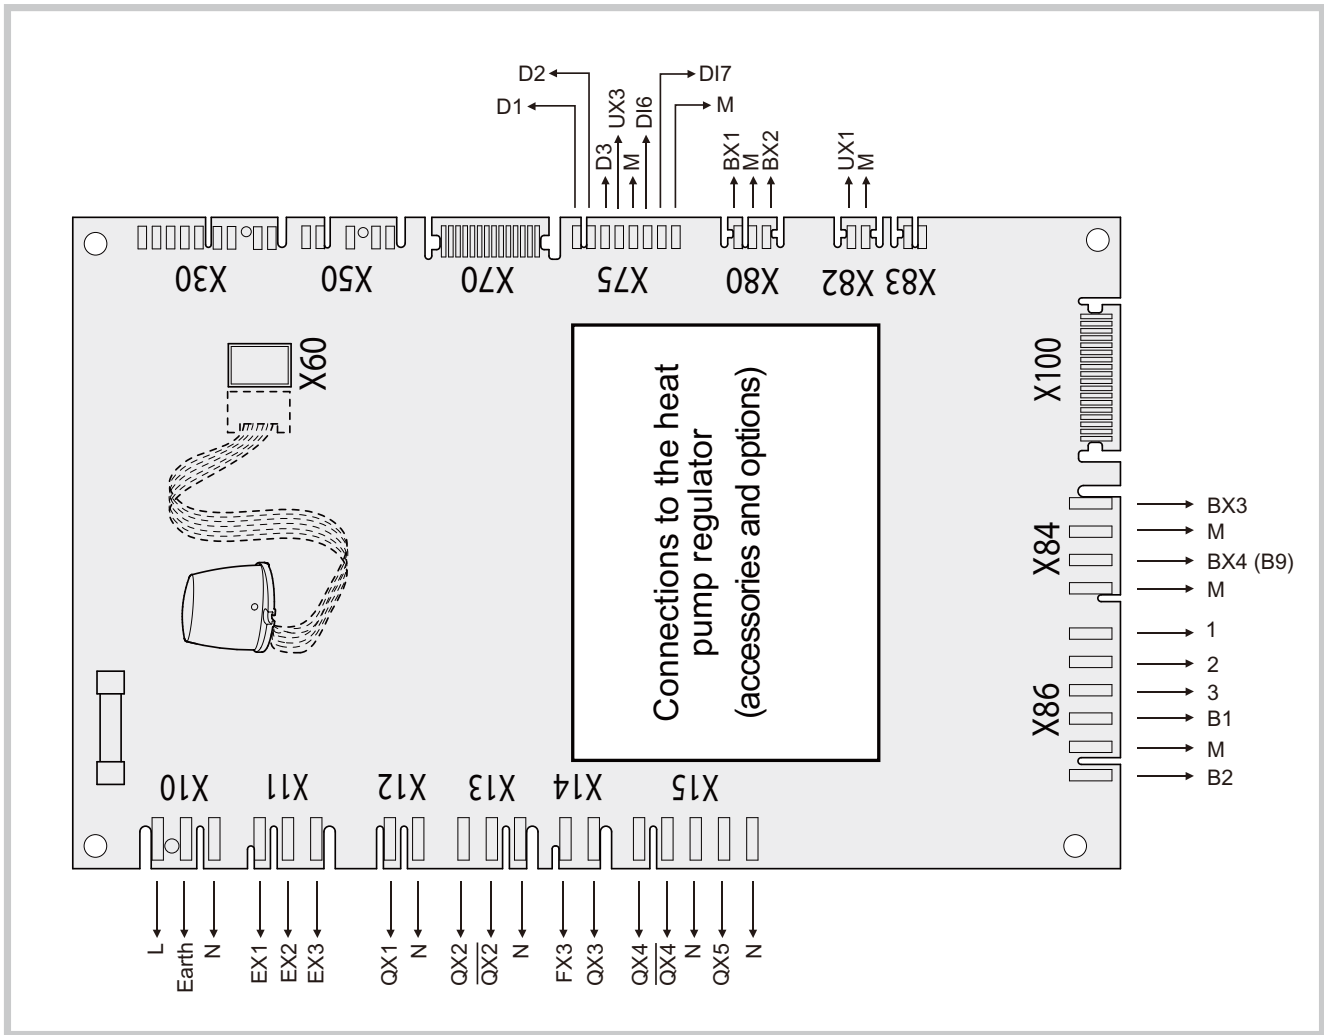 D2
DI7
D1
M
D3
UX3
M
DI6
BX1
M
BX2
UX1
M
X30
X50
X70
X75
X80
X82
X83
X60
X100
Connections to the heat
pump regulator
(accessories and options)
BX3
M
X84
BX4 (B9)
M
1
2
3
X86
B1
M
B2
X10
X11
X12
X13
X14
X15
L
Earth
N
EX1
EX2
EX3
QX1
N
QX2
QX2
N
FX3
QX3
QX4
QX4
N
QX5
N